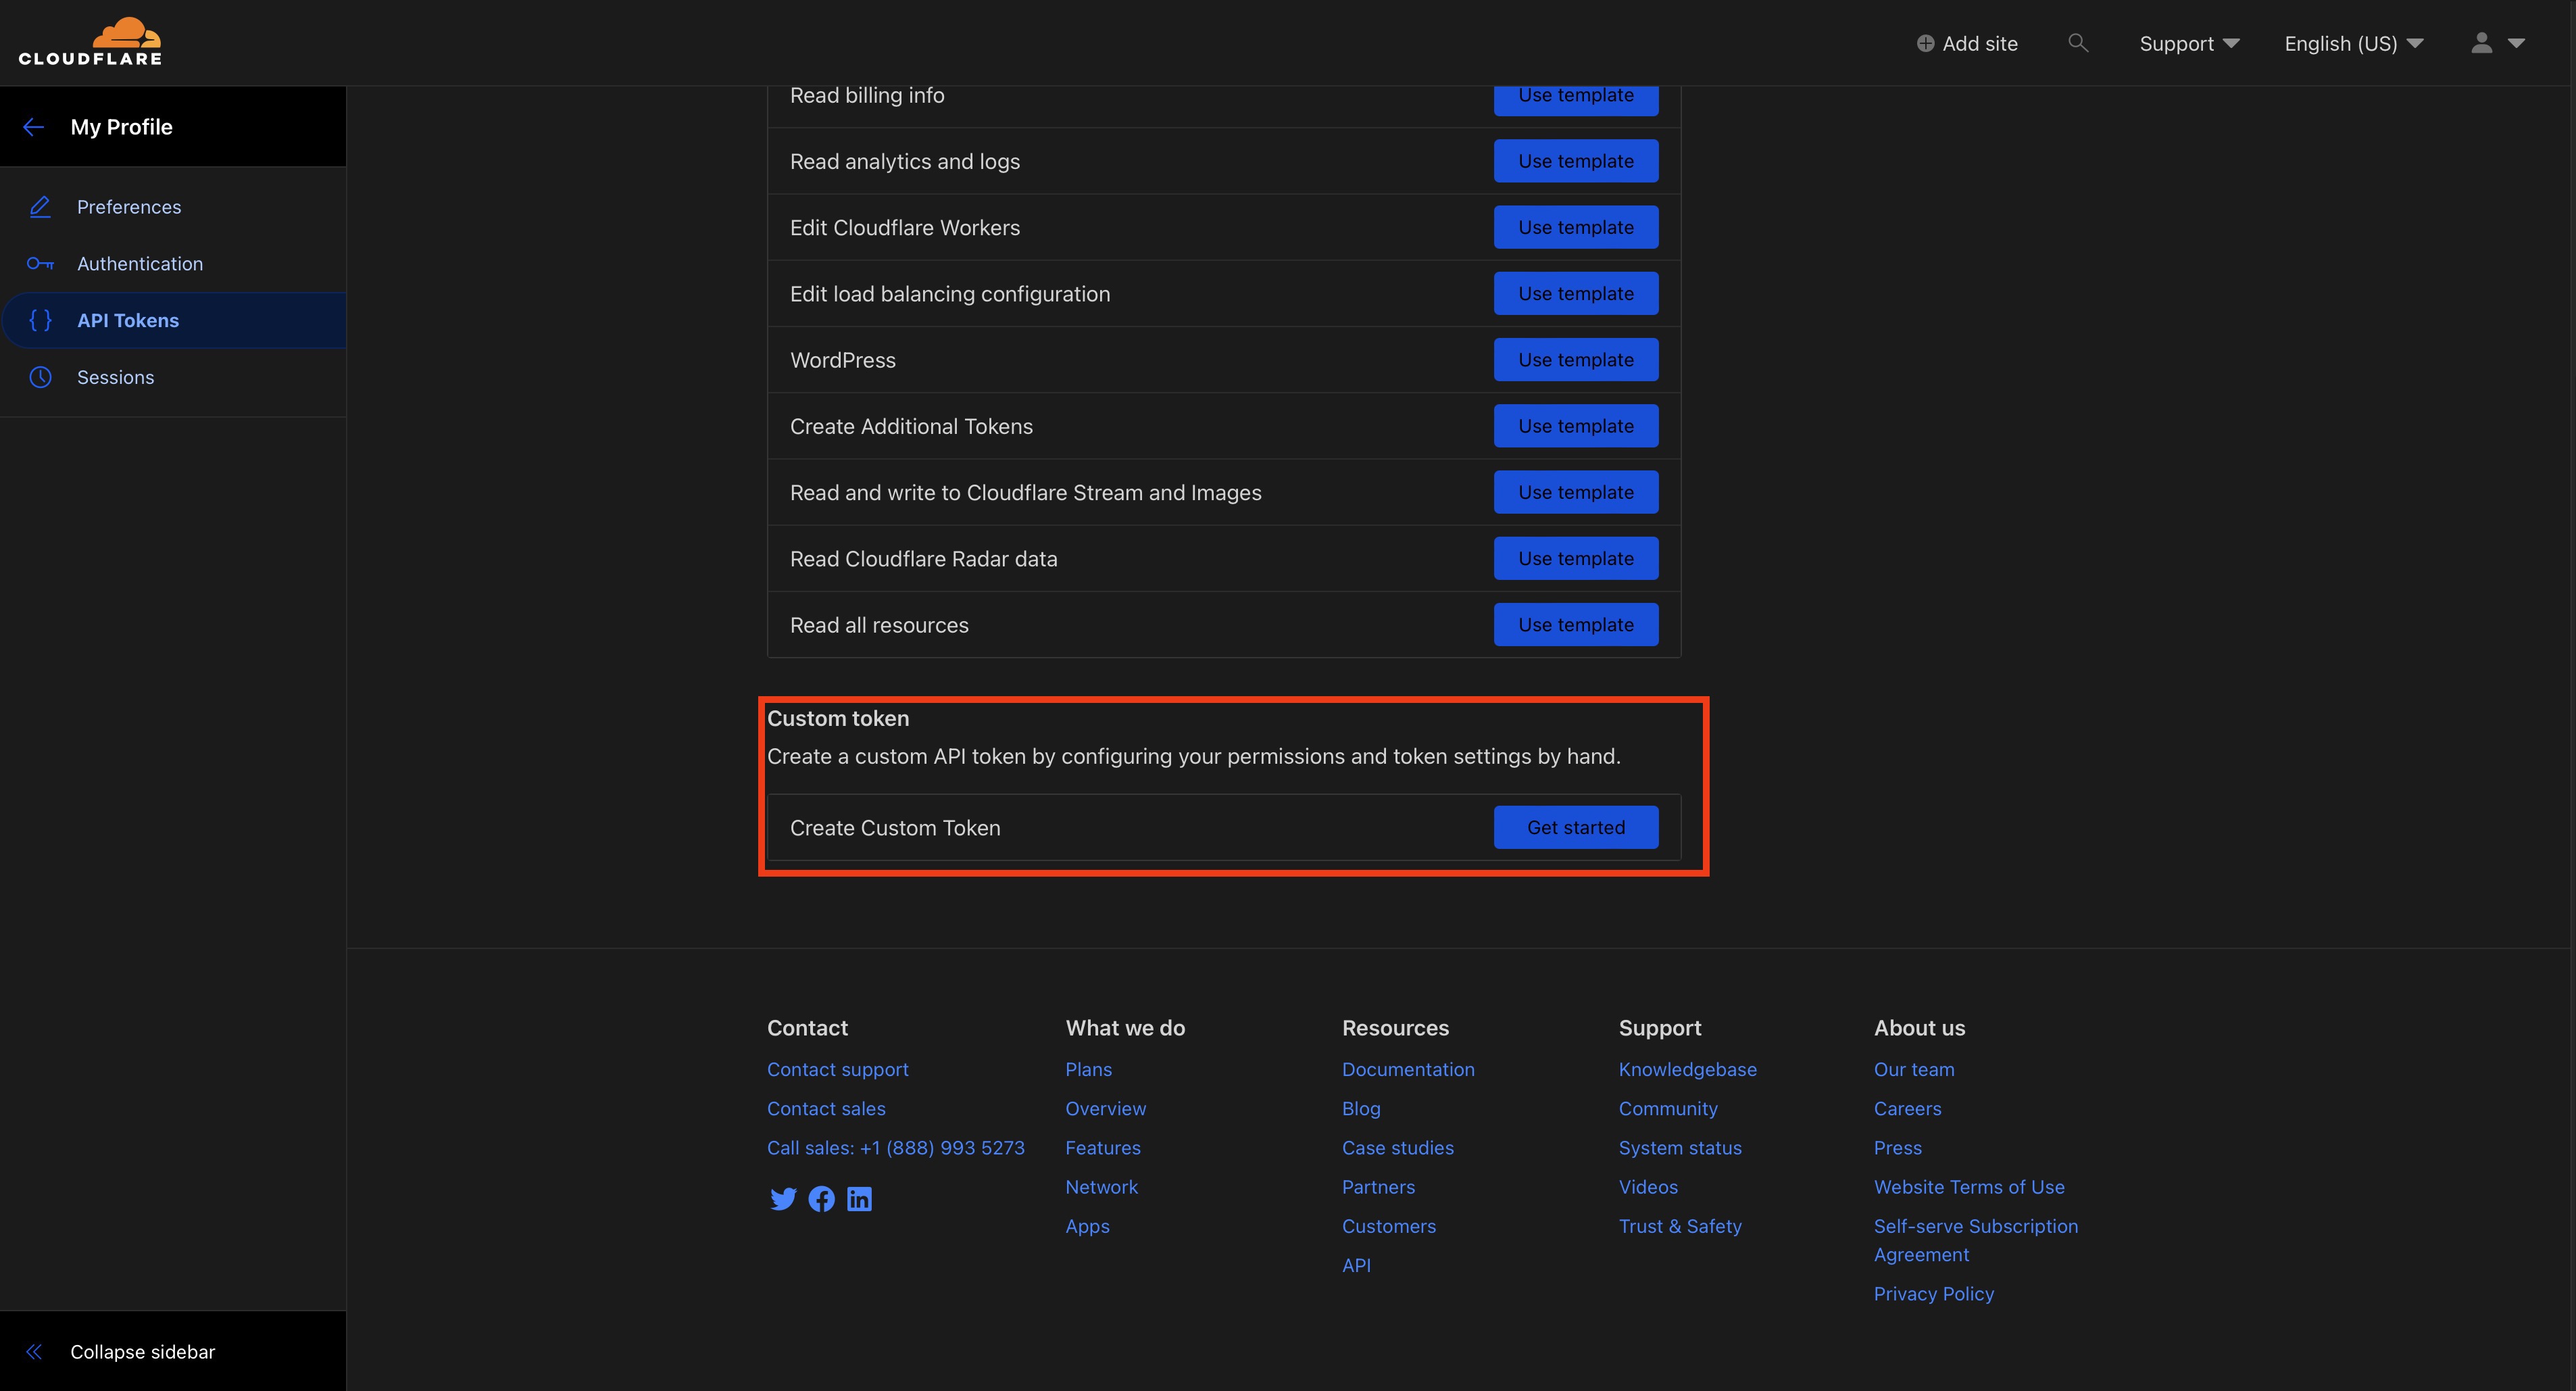 CLOUDFLARE
Add site
Support
English (US)
My Profile
Preferences
Authentication
API Tokens
Sessions
Collapse sidebar
Read billing info
Use template
Read analytics and logs
Use template
Edit Cloudflare Workers
Use template
Edit load balancing configuration
Use template
WordPress
Use template
Create Additional Tokens
Use template
Read and write to Cloudflare Stream and Images
Use template
Read Cloudflare Radar data
Use template
Read all resources
Use template
Custom token
Create a custom API token by configuring your permissions and token settings by hand.
Create Custom Token
Get started
Contact
Contact support
Contact sales
Call sales: +1 (888) 993 5273
What we do
Plans
Overview
Features
Network
Apps
Resources
Documentation
Blog
Case studies
Partners
Customers
API
Support
Knowledgebase
Community
System status
Videos
Trust & Safety
About us
Our team
Careers
Press
Website Terms of Use
Self-serve Subscription
Agreement
Privacy Policy